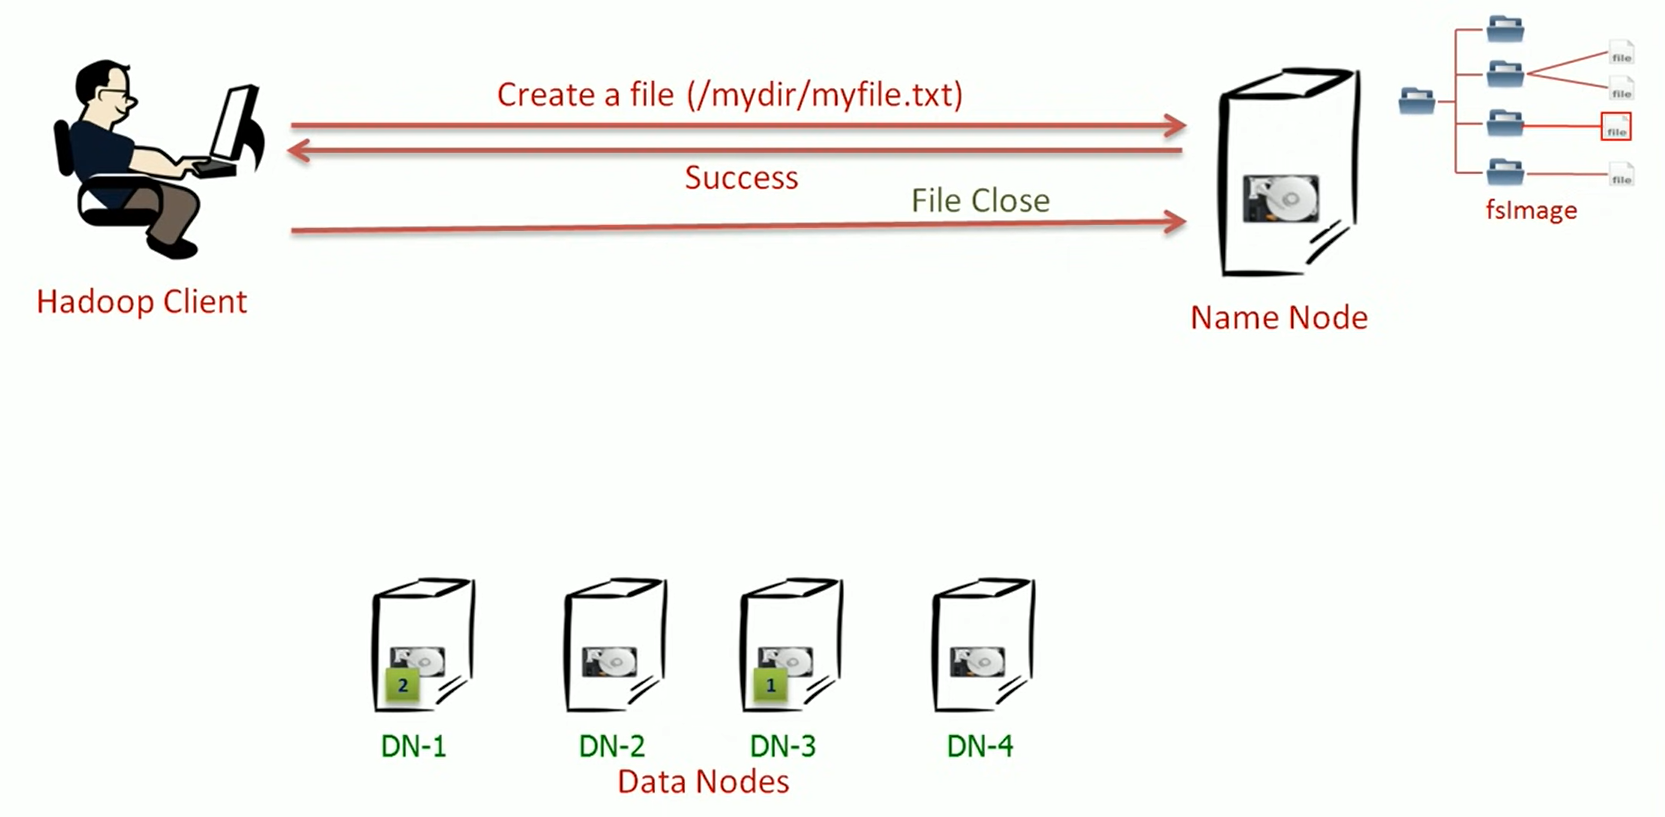 Create a file (/mydir/myfile.txt)
Success
File Close
Hadoop Client
Name Node
file
file
file
file
fsImage
2
1
DN-1
DN-2
DN-3
DN-4
Data Nodes